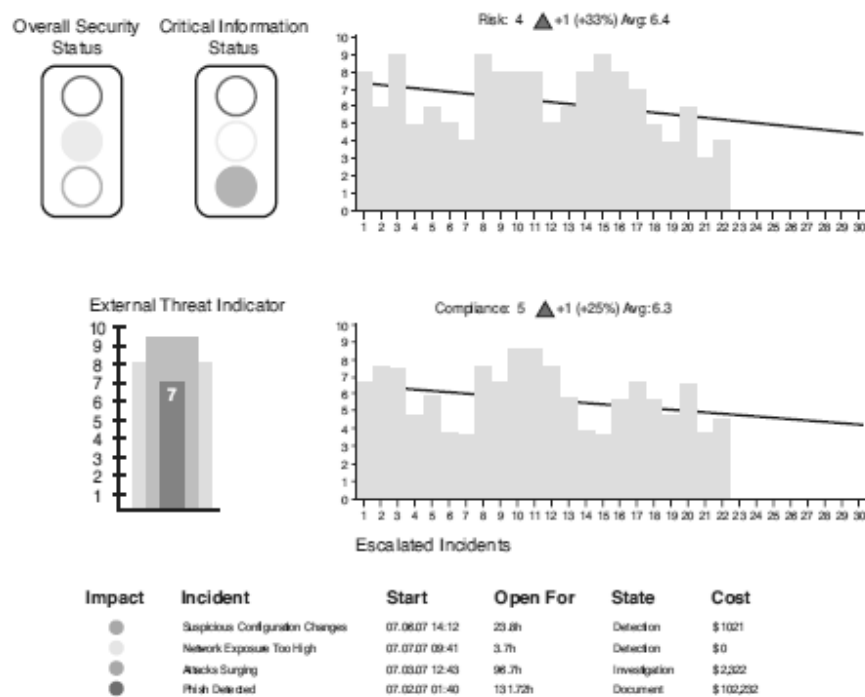 Overall Security Status
Critical Information Status
Risk: 4 +1 (+33%) Avg: 6.4
10
9
8
7
6
5
4
3
2
1
0
1 2 3 4 5 6 7 8 9 10 11 12 13 14 15 16 17 18 19 20 21 22 23 24 25 26 27 28 29 30
External Threat Indicator
10
9
8
7
6
5
4
3
2
1
7
Compliance: 5 +1 (+25%) Avg: 6.3
10
9
8
7
6
5
4
3
2
1
0
1 2 3 4 5 6 7 8 9 10 11 12 13 14 15 16 17 18 19 20 21 22 23 24 25 26 27 28 29 30
Escalated Incidents
Impact Incident Start Open For State Cost
Suspicious Configuration Changes 07.06.07 14:12 23.8h Detection $1021
Network Exposure Too High 07.07.07 09:41 3.7h Detection $0
Attacks Surging 07.03.07 12:43 96.7h Investigation $2,322
Phish Detected 07.02.07 01:40 131.72h Document $102,232